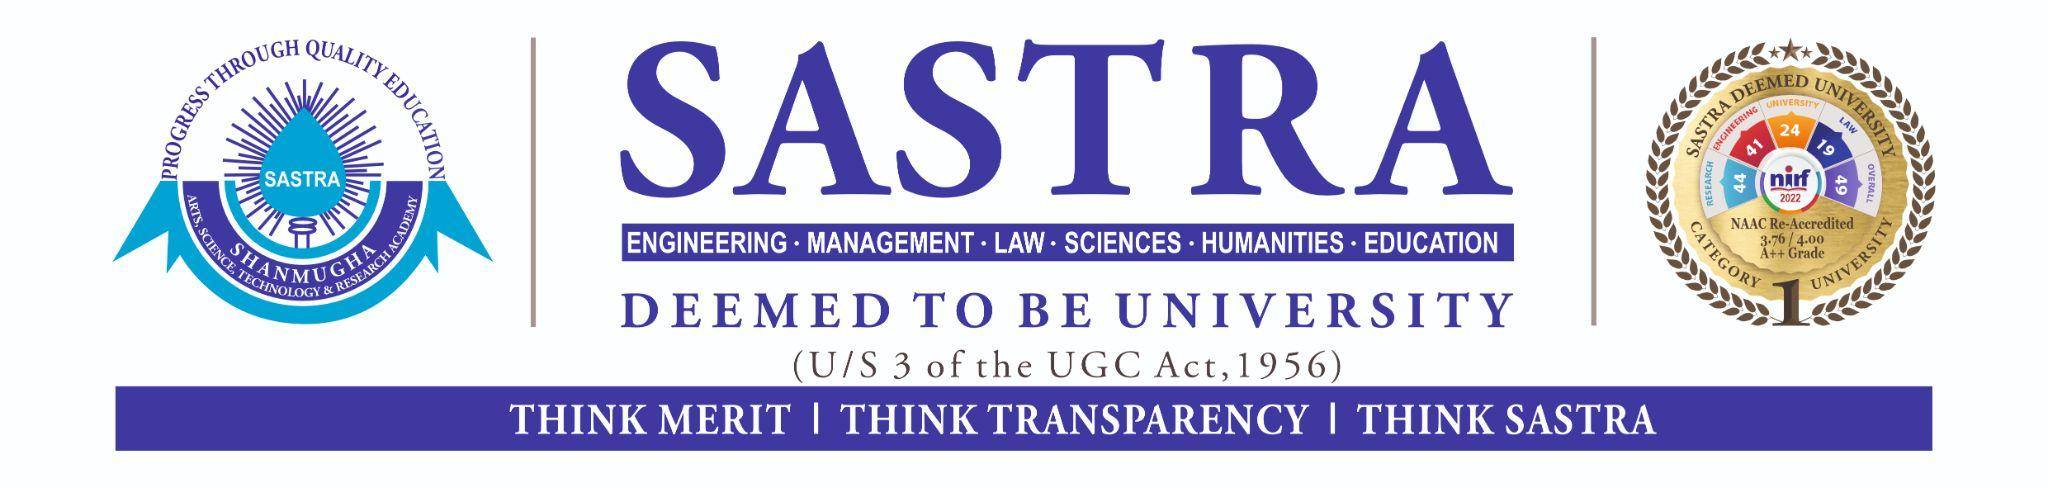 PROGRESS THROUGH QUALITY EDUCATION
SASTRA
SHANMUGHA
ARTS, SCIENCE, TECHNOLOGY & RESEARCH ACADEMY
SASTRA
ENGINEERING · MANAGEMENT · LAW · SCIENCES · HUMANITIES · EDUCATION
DEEMED TO BE UNIVERSITY
(U/S 3 of the UGC Act,1956)
THINK MERIT | THINK TRANSPARENCY | THINK SASTRA
SASTRA DEEMED UNIVERSITY
RESEARCH
44
ENGINEERING
41
UNIVERSITY
24
LAW
19
OVERALL
49
nirf
2022
NAAC Re-Accredited
3.76 / 4.00
A++ Grade
CATEGORY 1 UNIVERSITY